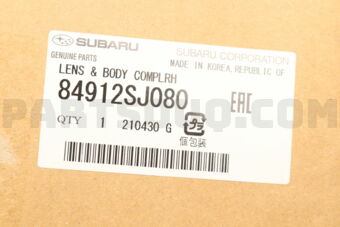 SUBARU SUBARU CORPORATION
GENUINE PARTS MADE IN KOREA,REPUBLIC OF
LENS & BODY COMPLRH
84912SJ080 EAC
QTY 1 210430 G
個包装